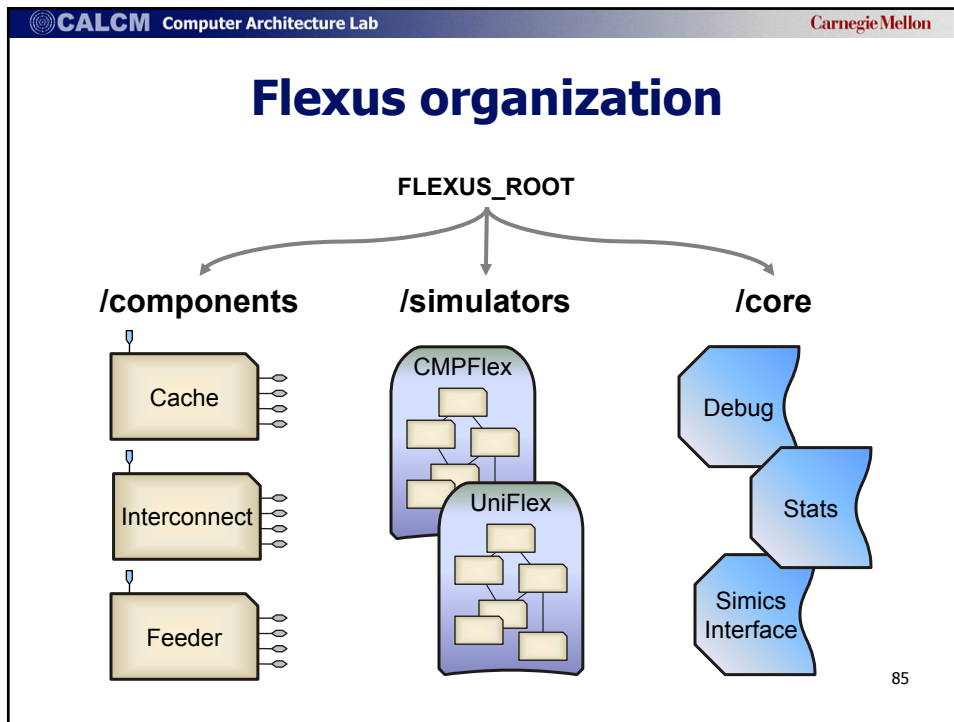 CALCM Computer Architecture Lab
Carnegie Mellon
Flexus organization
FLEXUS_ROOT
/components
/simulators
/core
Cache
Interconnect
Feeder
CMPFlex
UniFlex
Debug
Stats
Simics
Interface
85